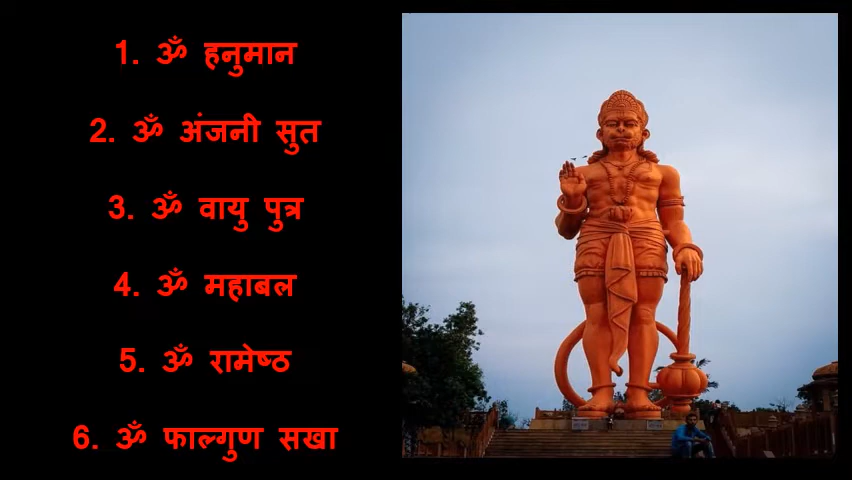 1. ॐ हनुमान
2. ॐ अंजनी सुत
3. ॐ वायु पुत्र
4. ॐ महाबल
5. ॐ रामेष्ठ
6. ॐ फाल्गुण सखा